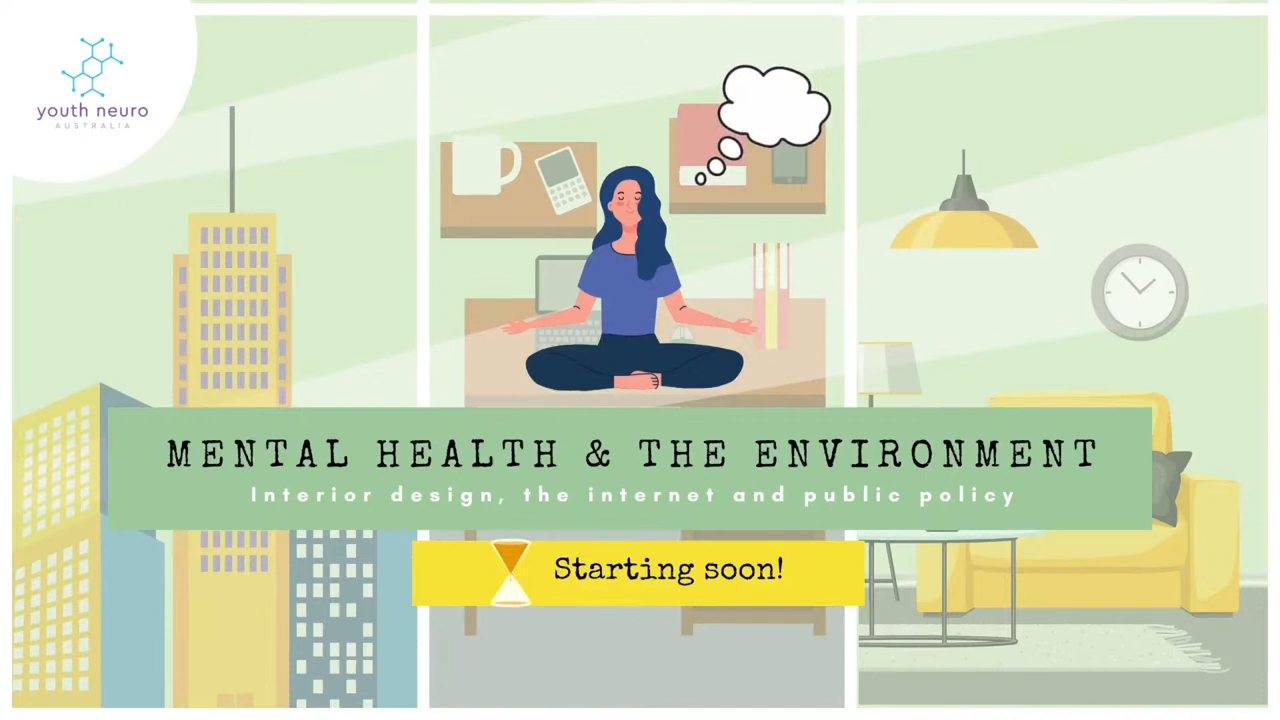 youth neuro
AUSTRALIA
MENTAL HEALTH & THE ENVIRONMENT
Interior design, the internet and public policy
Starting soon!